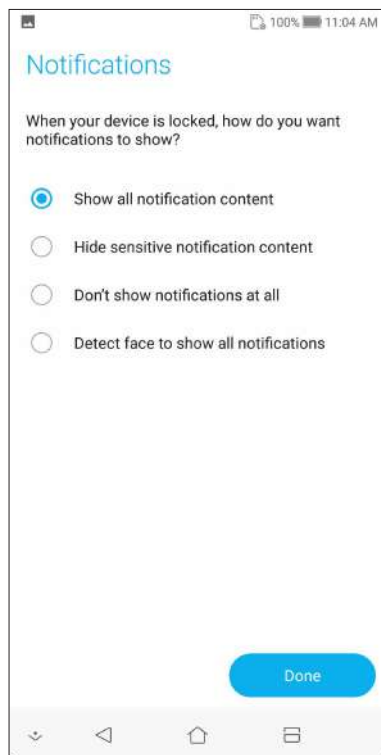 100% 11:04 AM
Notifications
When your device is locked, how do you want
notifications to show?
Show all notification content
Hide sensitive notification content
Don't show notifications at all
Detect face to show all notifications
Done